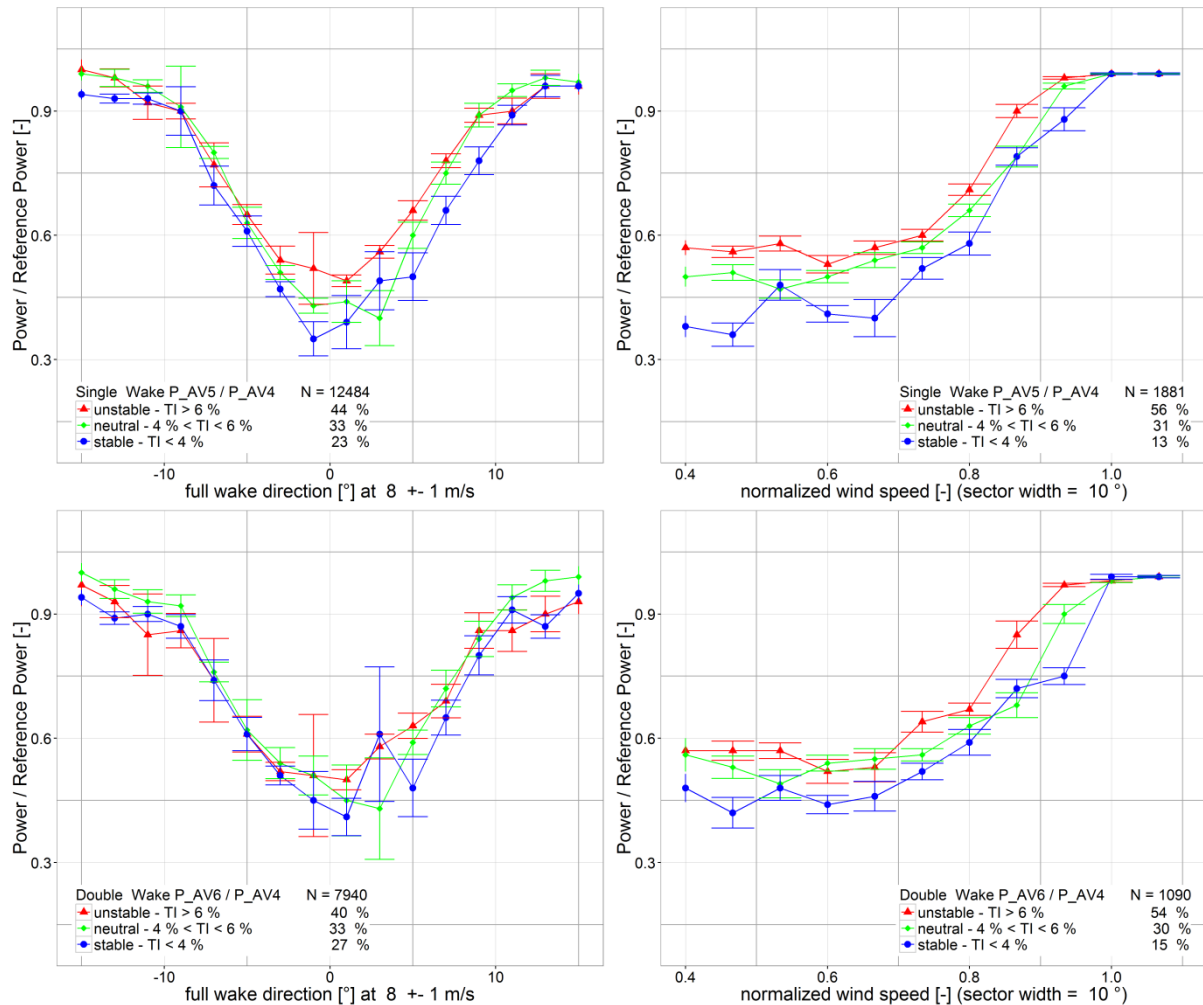 Power / Reference Power [-]
0.9
0.6
0.3
Single Wake P_AV5 / P_AV4 N = 12484
unstable - TI > 6 % 44 %
neutral - 4 % < TI < 6 % 33 %
stable - TI < 4 % 23 %
-10 0 10
full wake direction [°] at 8 +- 1 m/s
Power / Reference Power [-]
0.9
0.6
0.3
Single Wake P_AV5 / P_AV4 N = 1881
unstable - TI > 6 % 56 %
neutral - 4 % < TI < 6 % 31 %
stable - TI < 4 % 13 %
0.4 0.6 0.8 1.0
normalized wind speed [-] (sector width = 10 °)
Power / Reference Power [-]
0.9
0.6
0.3
Double Wake P_AV6 / P_AV4 N = 7940
unstable - TI > 6 % 40 %
neutral - 4 % < TI < 6 % 33 %
stable - TI < 4 % 27 %
-10 0 10
full wake direction [°] at 8 +- 1 m/s
Power / Reference Power [-]
0.9
0.6
0.3
Double Wake P_AV6 / P_AV4 N = 1090
unstable - TI > 6 % 54 %
neutral - 4 % < TI < 6 % 30 %
stable - TI < 4 % 15 %
0.4 0.6 0.8 1.0
normalized wind speed [-] (sector width = 10 °)